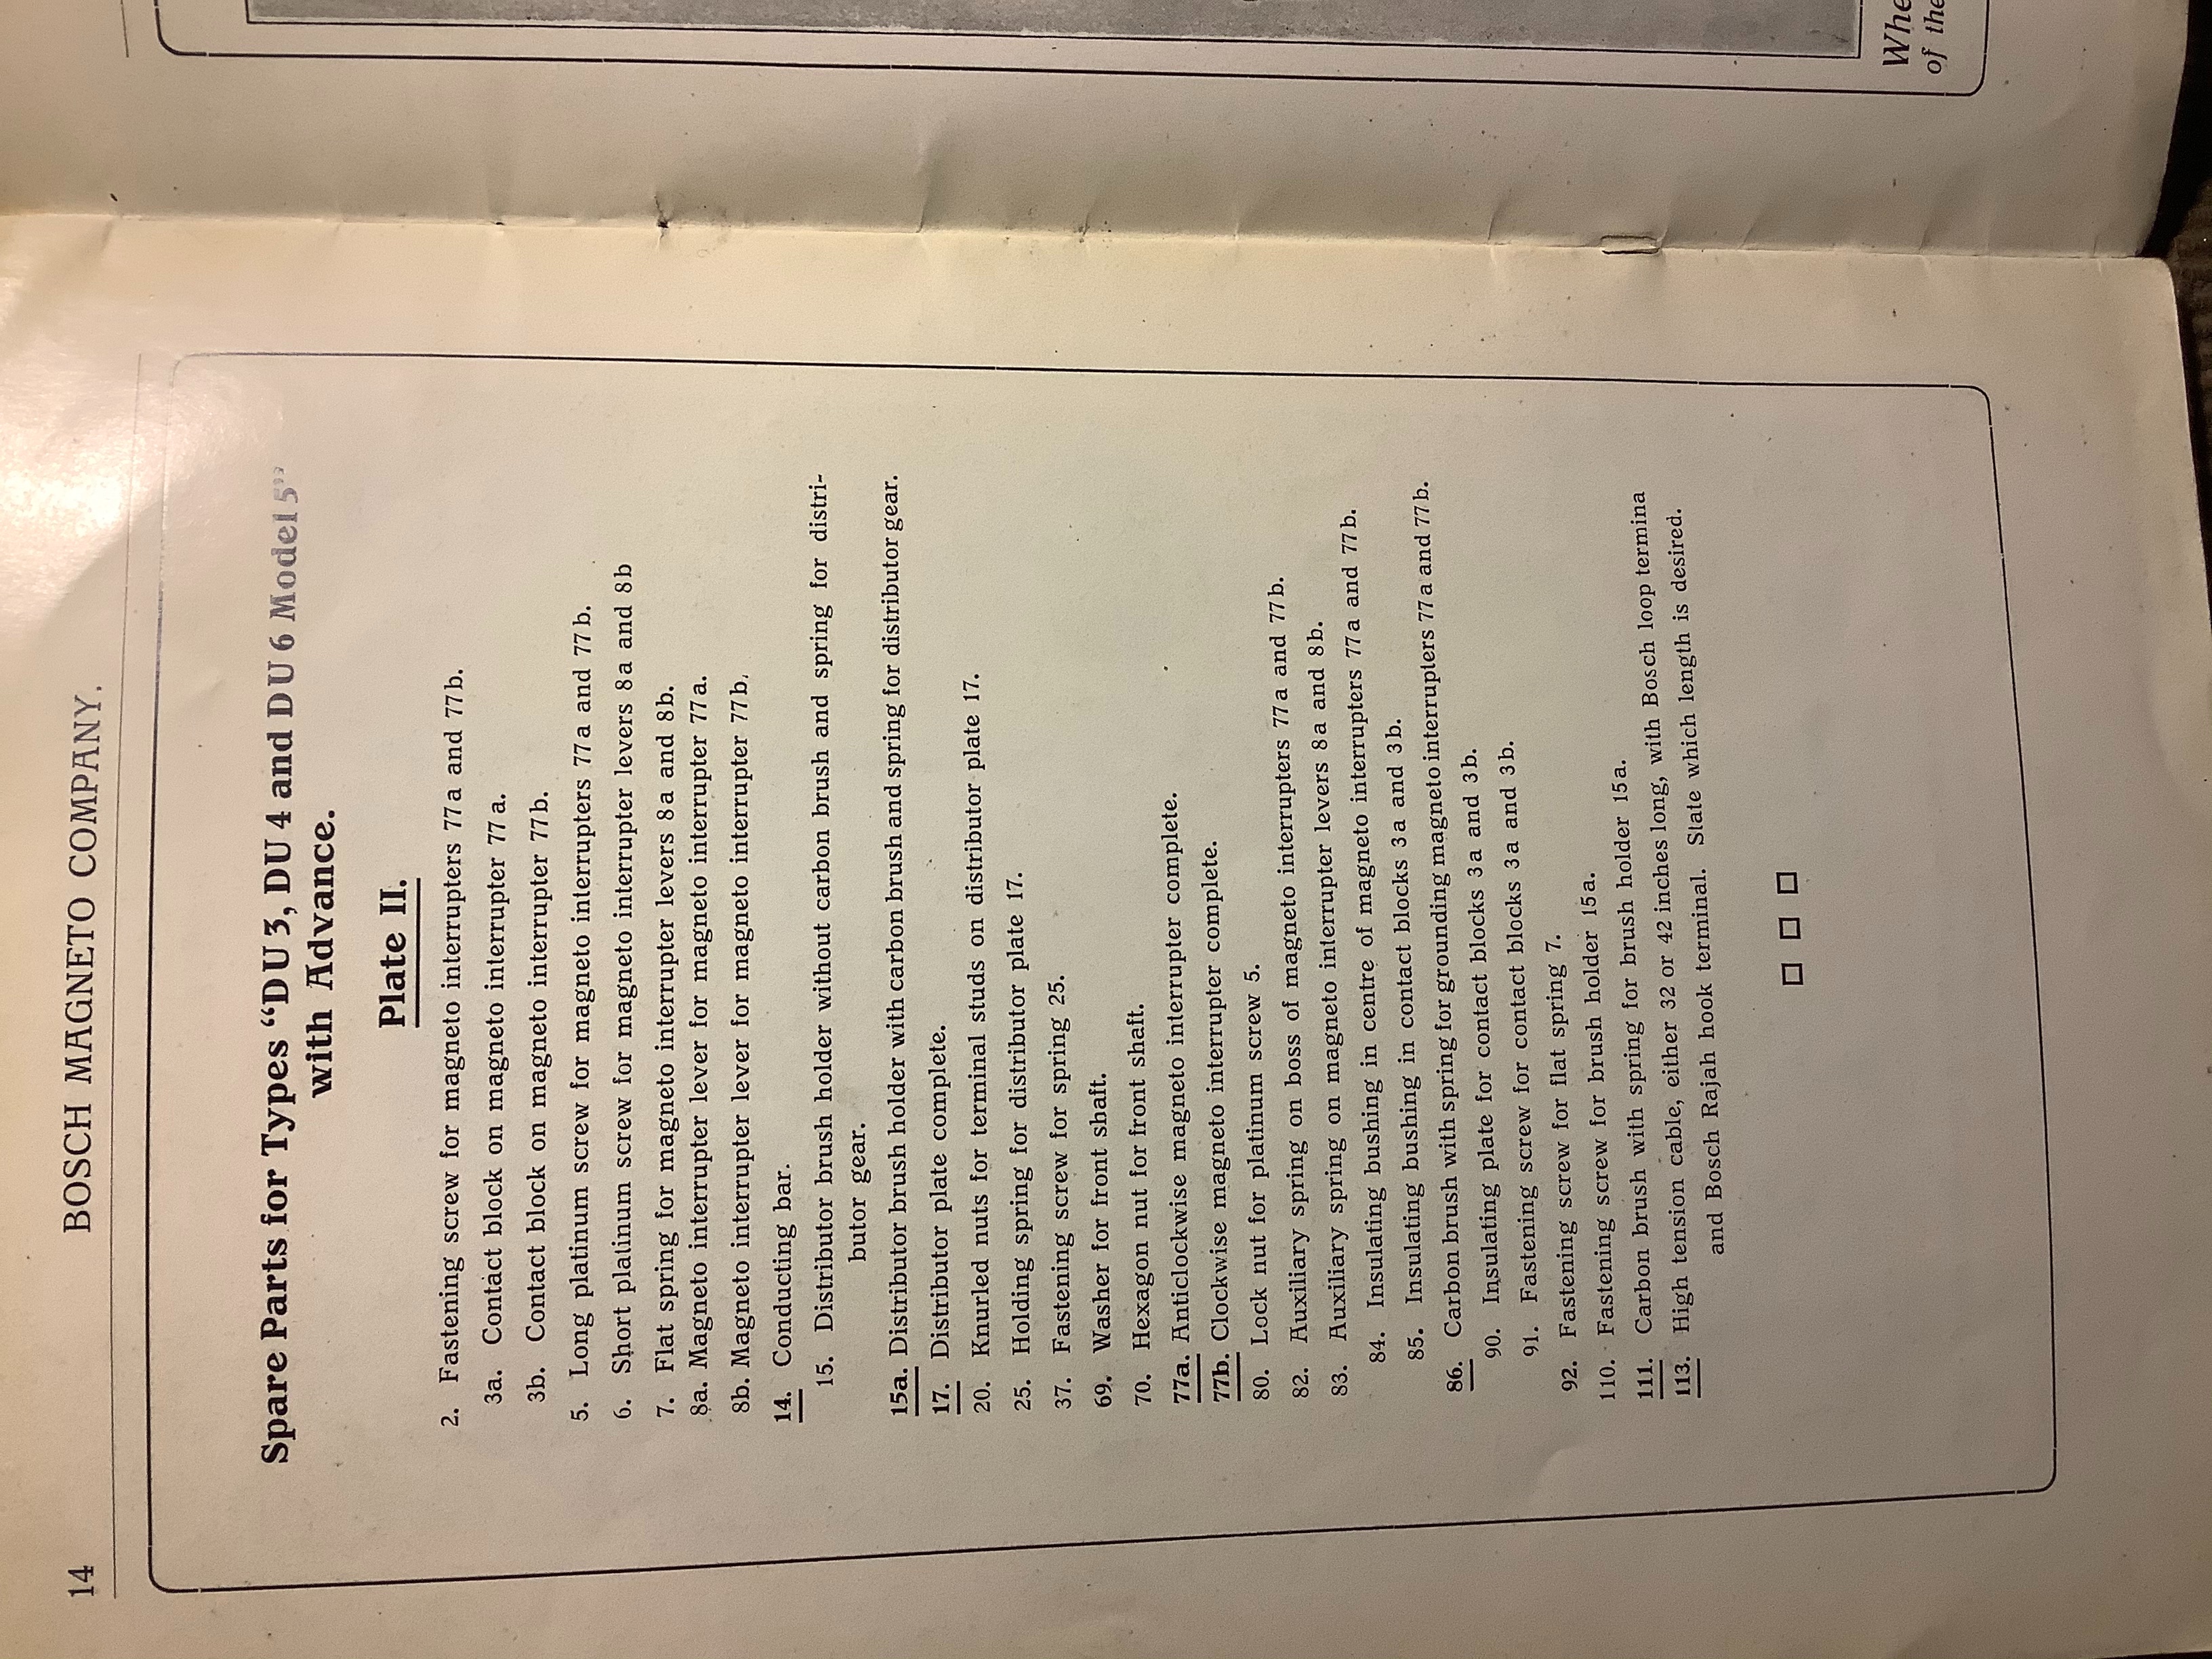 14 BOSCH MAGNETO COMPANY.
Spare Parts for Types “DU 3, DU 4 and DU 6 Model 5”
with Advance.
Plate II.
2. Fastening screw for magneto interrupters 77 a and 77 b.
3a. Contact block on magneto interrupter 77 a.
3b. Contact block on magneto interrupter 77 b.
5. Long platinum screw for magneto interrupters 77 a and 77 b.
6. Short platinum screw for magneto interrupter levers 8 a and 8 b
7. Flat spring for magneto interrupter levers 8 a and 8 b.
8a. Magneto interrupter lever for magneto interrupter 77 a.
8b. Magneto interrupter lever for magneto interrupter 77 b.
14. Conducting bar.
15. Distributor brush holder without carbon brush and spring for distri-
butor gear.
15a. Distributor brush holder with carbon brush and spring for distributor gear.
17. Distributor plate complete.
20. Knurled nuts for terminal studs on distributor plate 17.
25. Holding spring for distributor plate 17.
37. Fastening screw for spring 25.
69. Washer for front shaft.
70. Hexagon nut for front shaft.
77a. Anticlockwise magneto interrupter complete.
77b. Clockwise magneto interrupter complete.
80. Lock nut for platinum screw 5.
82. Auxiliary spring on boss of magneto interrupters 77 a and 77 b.
83. Auxiliary spring on magneto interrupter levers 8 a and 8 b.
84. Insulating bushing in centre of magneto interrupters 77 a and 77 b.
85. Insulating bushing in contact blocks 3 a and 3 b.
86. Carbon brush with spring for grounding magneto interrupters 77 a and 77 b.
90. Insulating plate for contact blocks 3 a and 3 b.
91. Fastening screw for contact blocks 3 a and 3 b.
92. Fastening screw for flat spring 7.
110. Fastening screw for brush holder 15 a.
111. Carbon brush with spring for brush holder 15 a.
113. High tension cable, either 32 or 42 inches long, with Bosch loop termina
and Bosch Rajah hook terminal. State which length is desired.
Whe
of the